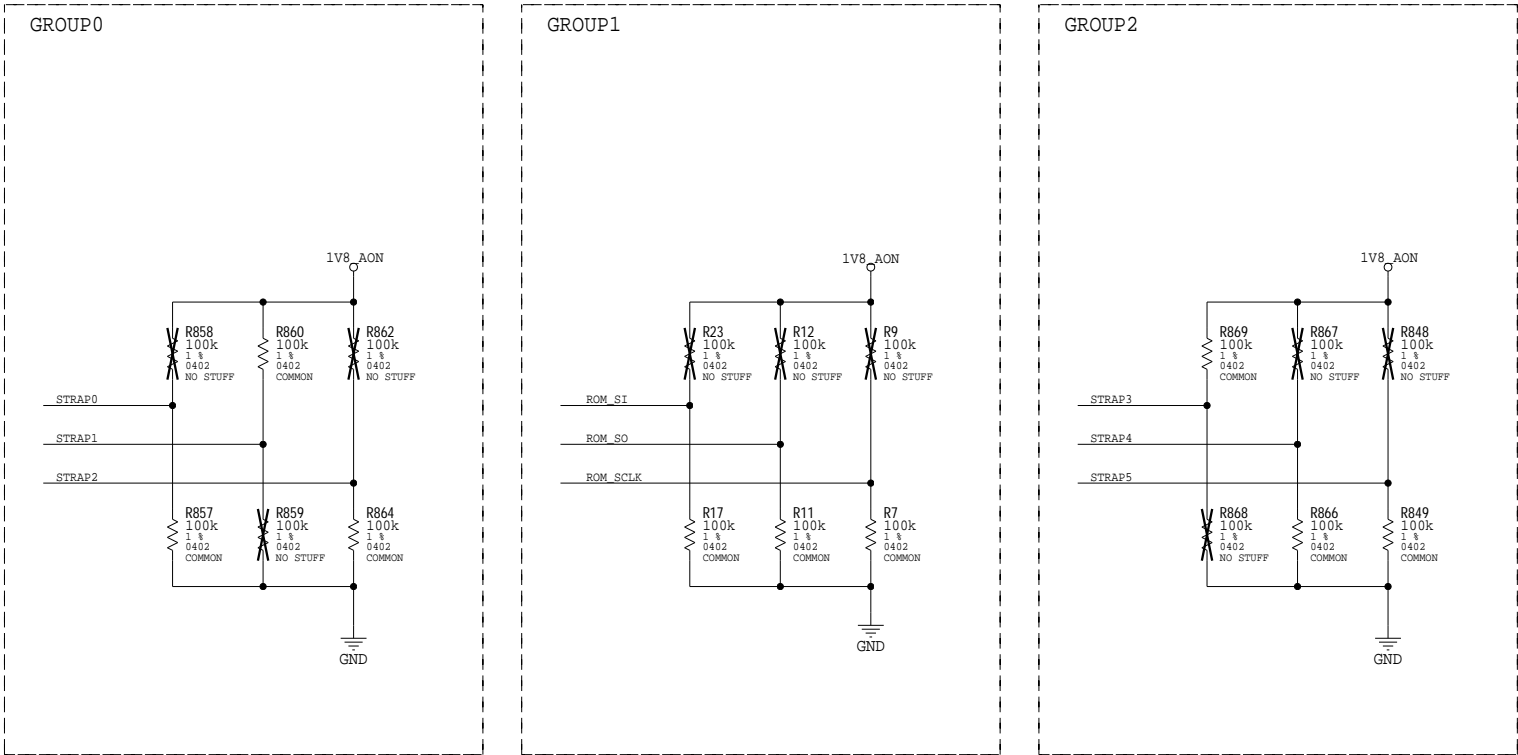 GROUP0
1V8_AON
R858
100k
1 %
0402
NO STUFF
R860
100k
1 %
0402
COMMON
R862
100k
1 %
0402
NO STUFF
STRAP0
STRAP1
STRAP2
R857
100k
1 %
0402
COMMON
R859
100k
1 %
0402
NO STUFF
R864
100k
1 %
0402
COMMON
GND
GROUP1
1V8_AON
R23
100k
1 %
0402
NO STUFF
R12
100k
1 %
0402
NO STUFF
R9
100k
1 %
0402
NO STUFF
ROM_SI
ROM_SO
ROM_SCLK
R17
100k
1 %
0402
COMMON
R11
100k
1 %
0402
COMMON
R7
100k
1 %
0402
COMMON
GND
GROUP2
1V8_AON
R869
100k
1 %
0402
COMMON
R867
100k
1 %
0402
NO STUFF
R848
100k
1 %
0402
NO STUFF
STRAP3
STRAP4
STRAP5
R868
100k
1 %
0402
NO STUFF
R866
100k
1 %
0402
COMMON
R849
100k
1 %
0402
COMMON
GND